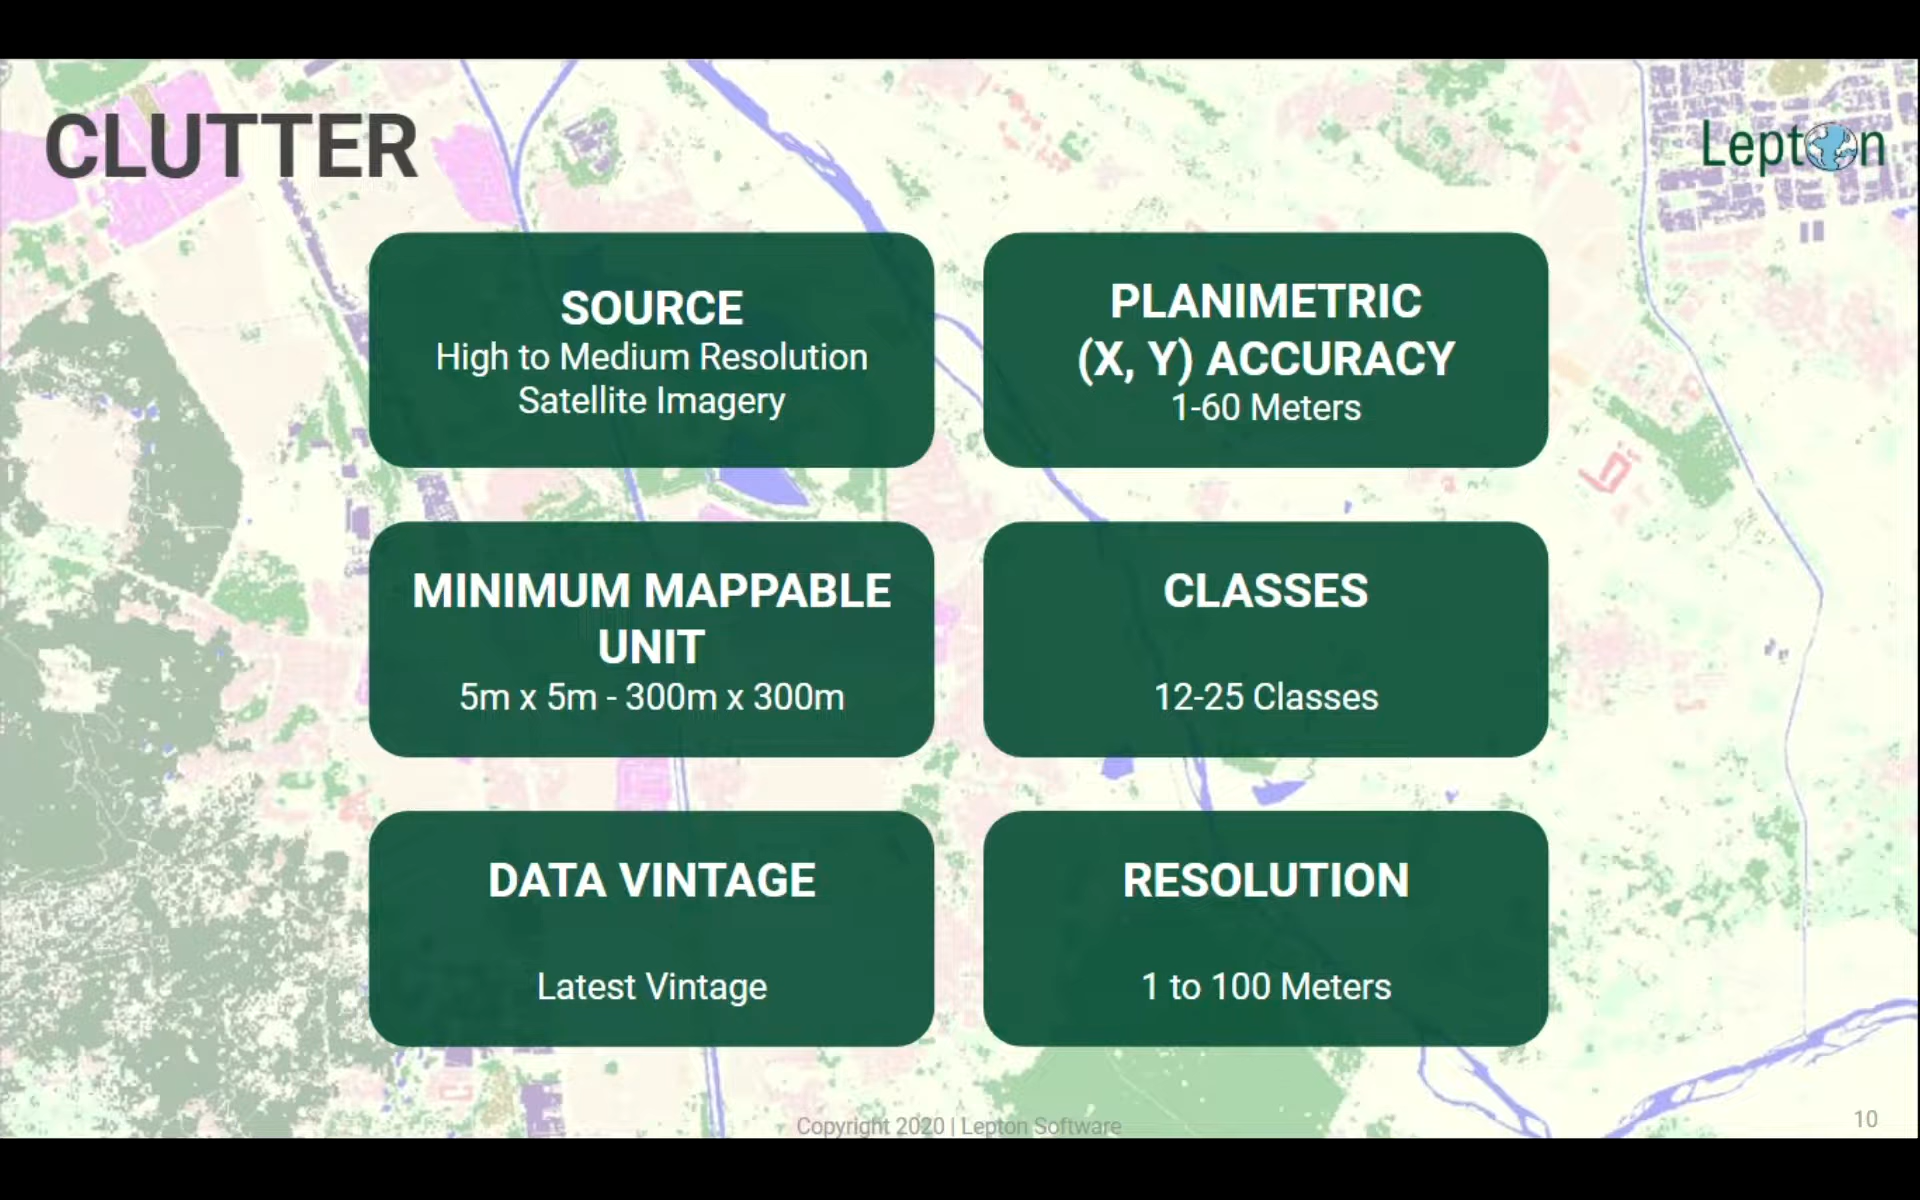 CLUTTER
Lepton
SOURCE
High to Medium Resolution
Satellite Imagery
PLANIMETRIC
(X, Y) ACCURACY
1-60 Meters
MINIMUM MAPPABLE
UNIT
5m x 5m - 300m x 300m
CLASSES
12-25 Classes
DATA VINTAGE
Latest Vintage
RESOLUTION
1 to 100 Meters
Copyright 2020 | Lepton Software
10